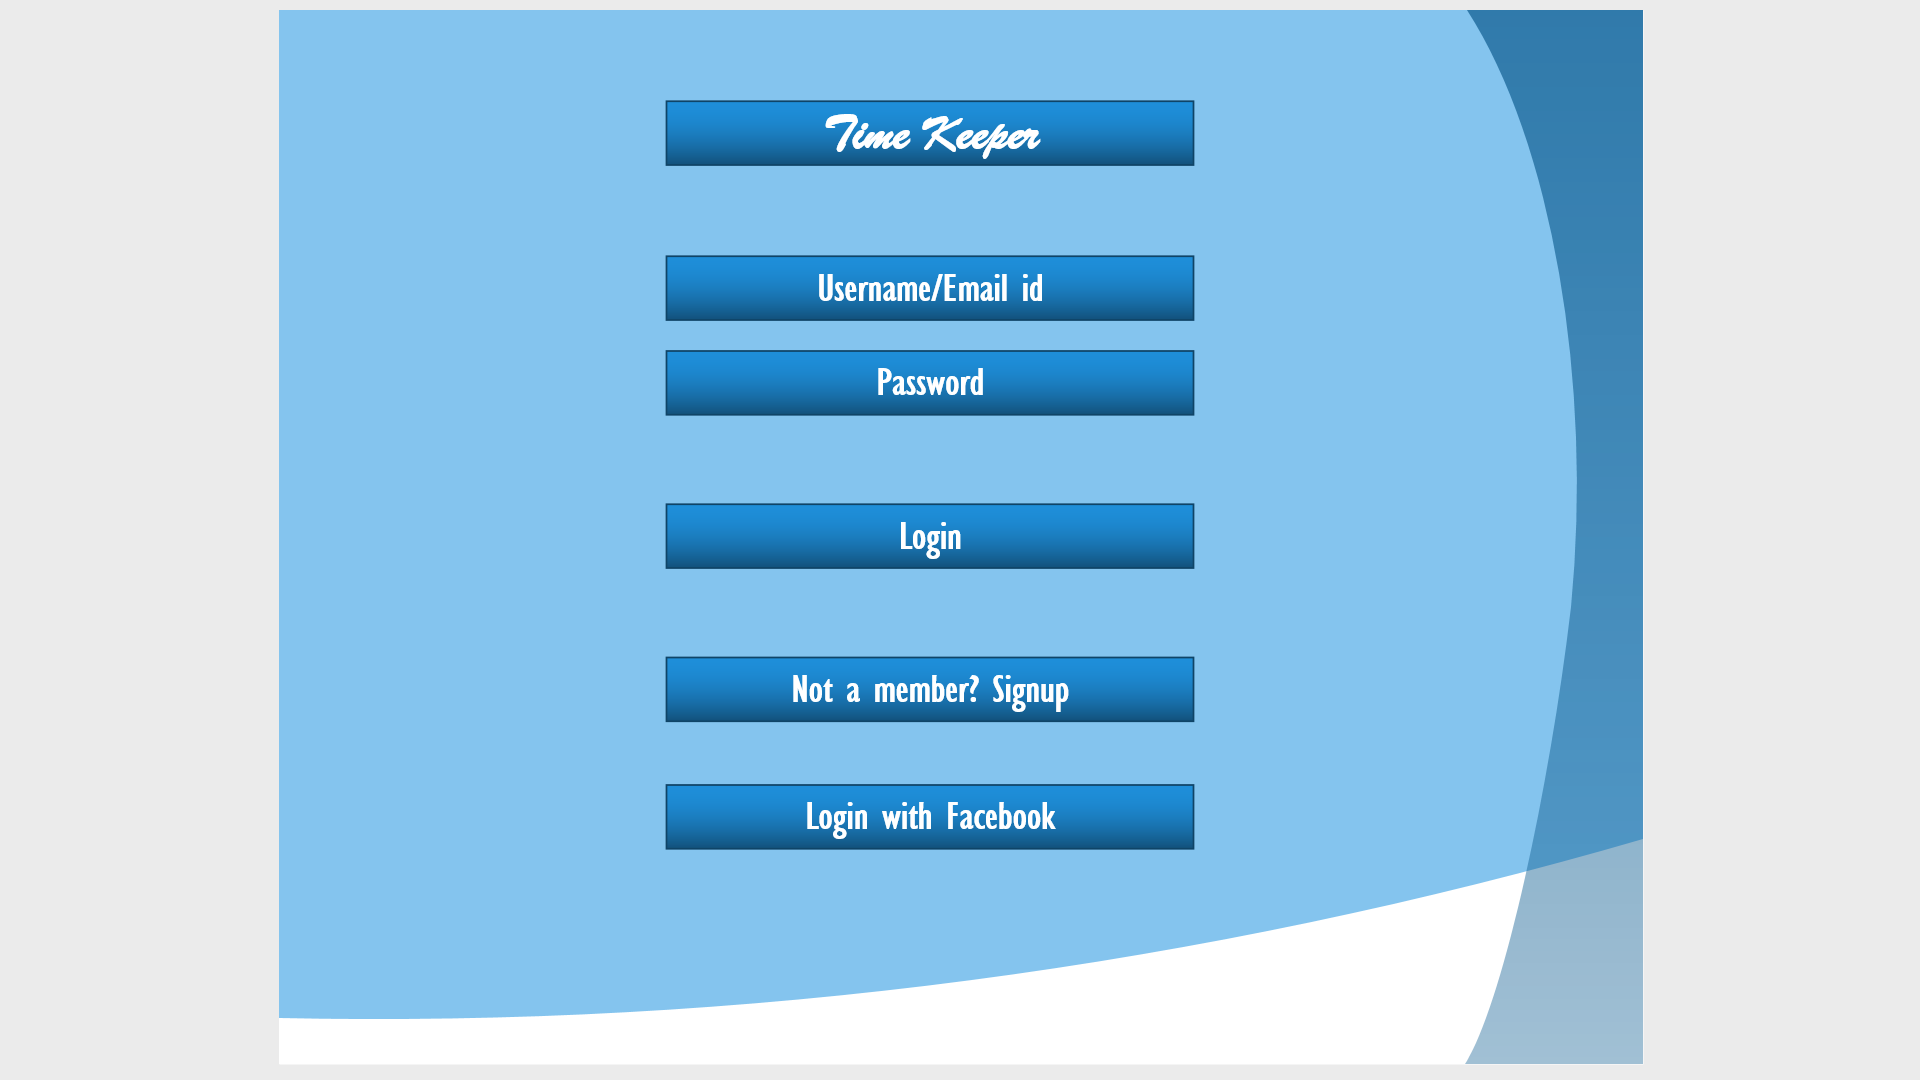 Time Keeper
Username/Email id
Password
Login
Not a member? Signup
Login with Facebook